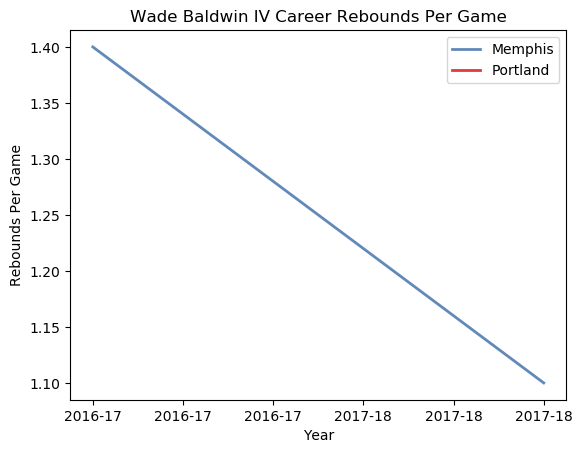 Wade Baldwin IV Career Rebounds Per Game
Memphis
Portland
1.40
1.35
1.30
1.25
1.20
1.15
1.10
Rebounds Per Game
2016-17 2016-17 2016-17 2017-18 2017-18 2017-18
Year